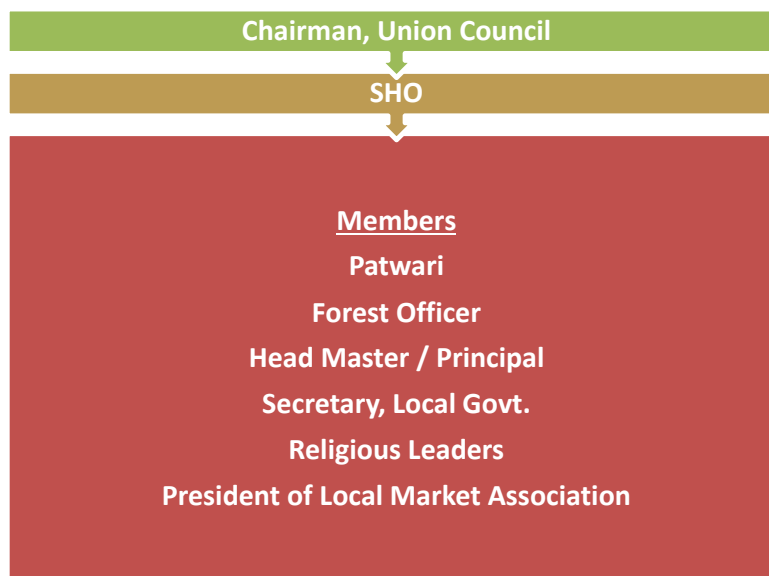 Chairman, Union Council
SHO
Members
Patwari
Forest Officer
Head Master / Principal
Secretary, Local Govt.
Religious Leaders
President of Local Market Association